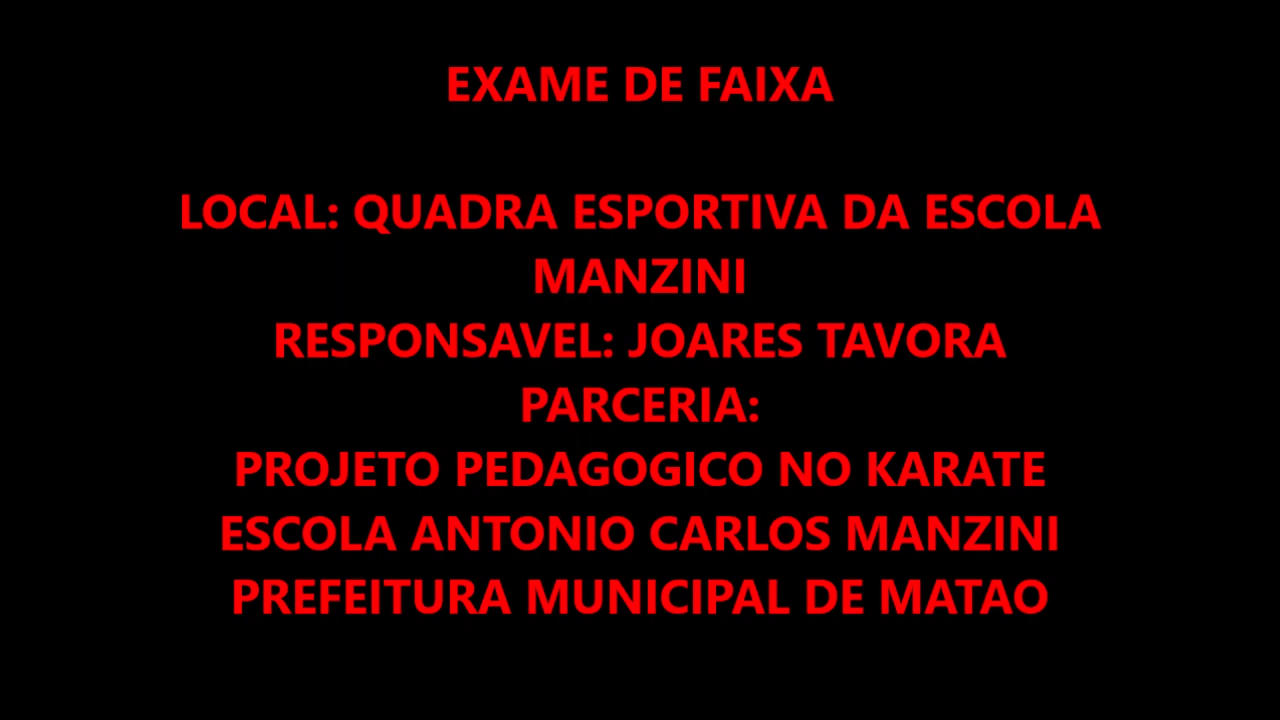 EXAME DE FAIXA
LOCAL: QUADRA ESPORTIVA DA ESCOLA
MANZINI
RESPONSAVEL: JOARES TAVORA
PARCERIA:
PROJETO PEDAGOGICO NO KARATE
ESCOLA ANTONIO CARLOS MANZINI
PREFEITURA MUNICIPAL DE MATAO